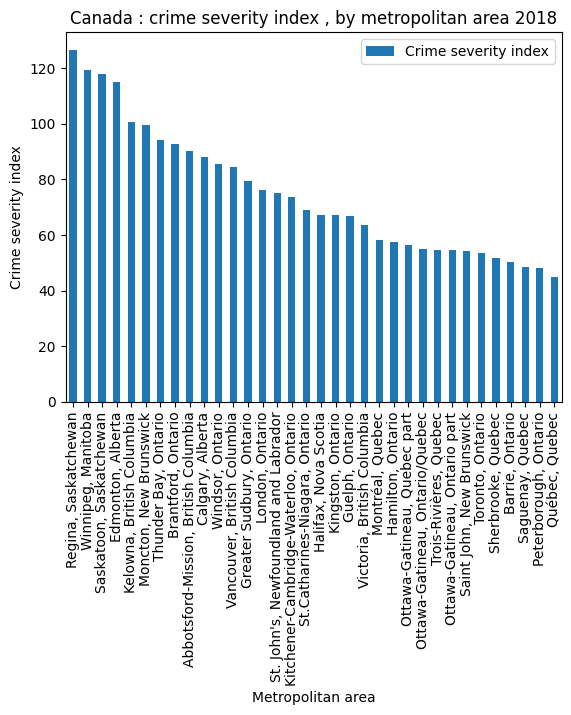 Canada : crime severity index , by metropolitan area 2018
Crime severity index
Crime severity index
120
100
80
60
40
20
0
Regina, Saskatchewan
Winnipeg, Manitoba
Saskatoon, Saskatchewan
Edmonton, Alberta
Kelowna, British Columbia
Moncton, New Brunswick
Thunder Bay, Ontario
Brantford, Ontario
Abbotsford-Mission, British Columbia
Calgary, Alberta
Windsor, Ontario
Vancouver, British Columbia
Greater Sudbury, Ontario
London, Ontario
St. John's, Newfoundland and Labrador
Kitchener-Cambridge-Waterloo, Ontario
St.Catharines-Niagara, Ontario
Halifax, Nova Scotia
Kingston, Ontario
Guelph, Ontario
Victoria, British Columbia
Montréal, Quebec
Hamilton, Ontario
Ottawa-Gatineau, Quebec part
Ottawa-Gatineau, Ontario/Quebec
Trois-Rivières, Quebec
Ottawa-Gatineau, Ontario part
Saint John, New Brunswick
Toronto, Ontario
Sherbrooke, Quebec
Barrie, Ontario
Saguenay, Quebec
Peterborough, Ontario
Québec, Quebec
Metropolitan area